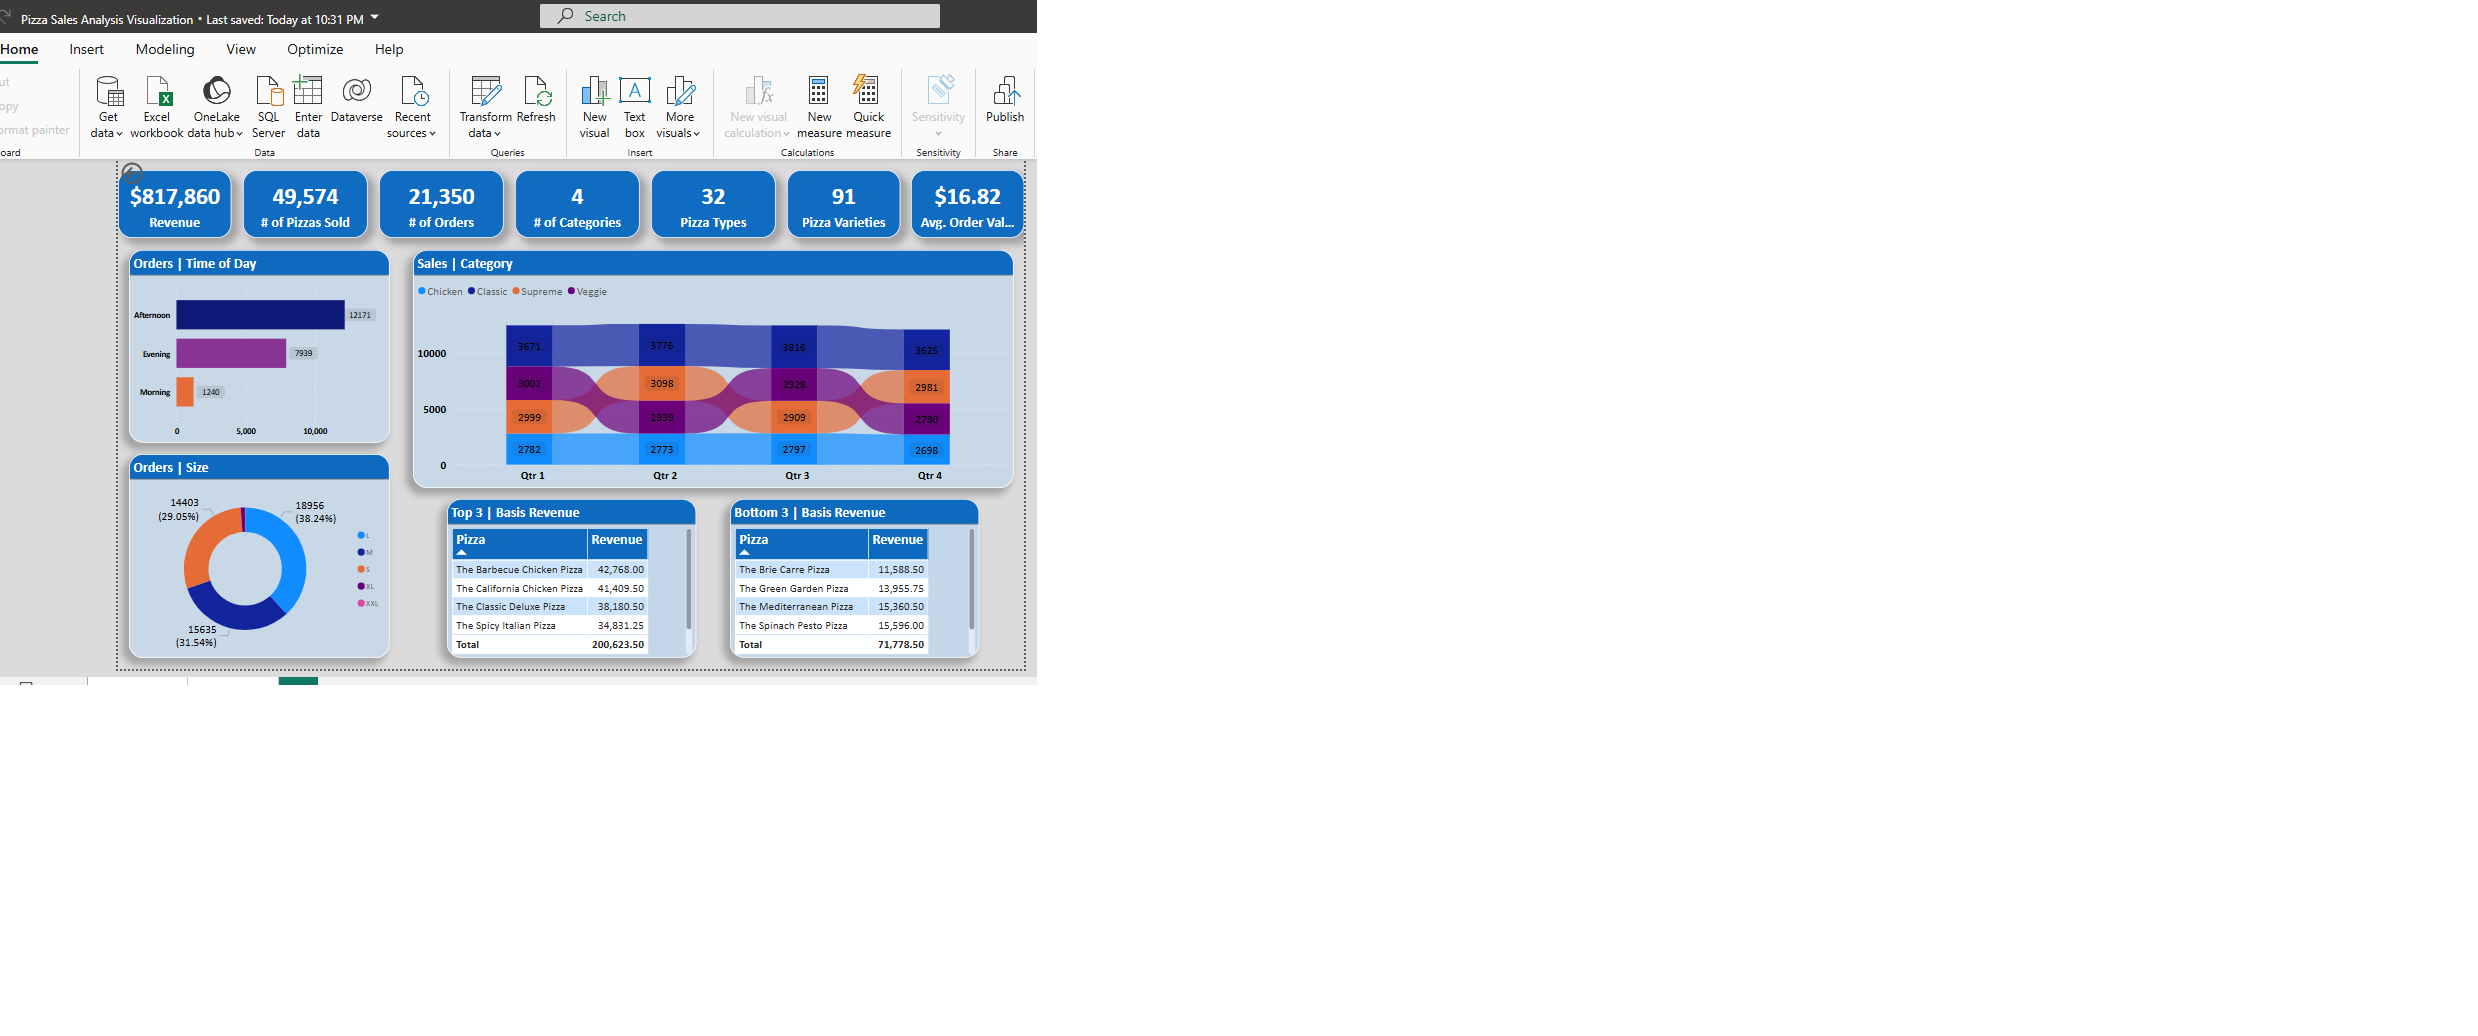 Pizza Sales Analysis Visualization • Last saved: Today at 10:31 PM
Search
Home Insert Modeling View Optimize Help
ut
opy
ormat painter
oard
Get data
Excel workbook
OneLake data hub
SQL Server
Enter data
Dataverse
Recent sources
Data
Transform data
Refresh
Queries
New visual
Text box
More visuals
Insert
New visual calculation
New measure
Quick measure
Calculations
Sensitivity
Sensitivity
Publish
Share
$817,860
Revenue
49,574
# of Pizzas Sold
21,350
# of Orders
4
# of Categories
32
Pizza Types
91
Pizza Varieties
$16.82
Avg. Order Val...
Orders | Time of Day
Afternoon 12171
Evening 7939
Morning 1240
0 5,000 10,000
Sales | Category
Chicken Classic Supreme Veggie
10000
5000
0
3671 3776 3816 3625
3002 3098 2928 2981
2999 2939 2909 2780
2782 2773 2797 2698
Qtr 1 Qtr 2 Qtr 3 Qtr 4
Orders | Size
14403
(29.05%)
18956
(38.24%)
15635
(31.54%)
L
M
S
XL
XXL
Top 3 | Basis Revenue
Pizza Revenue
The Barbecue Chicken Pizza 42,768.00
The California Chicken Pizza 41,409.50
The Classic Deluxe Pizza 38,180.50
The Spicy Italian Pizza 34,831.25
Total 200,623.50
Bottom 3 | Basis Revenue
Pizza Revenue
The Brie Carre Pizza 11,588.50
The Green Garden Pizza 13,955.75
The Mediterranean Pizza 15,360.50
The Spinach Pesto Pizza 15,596.00
Total 71,778.50